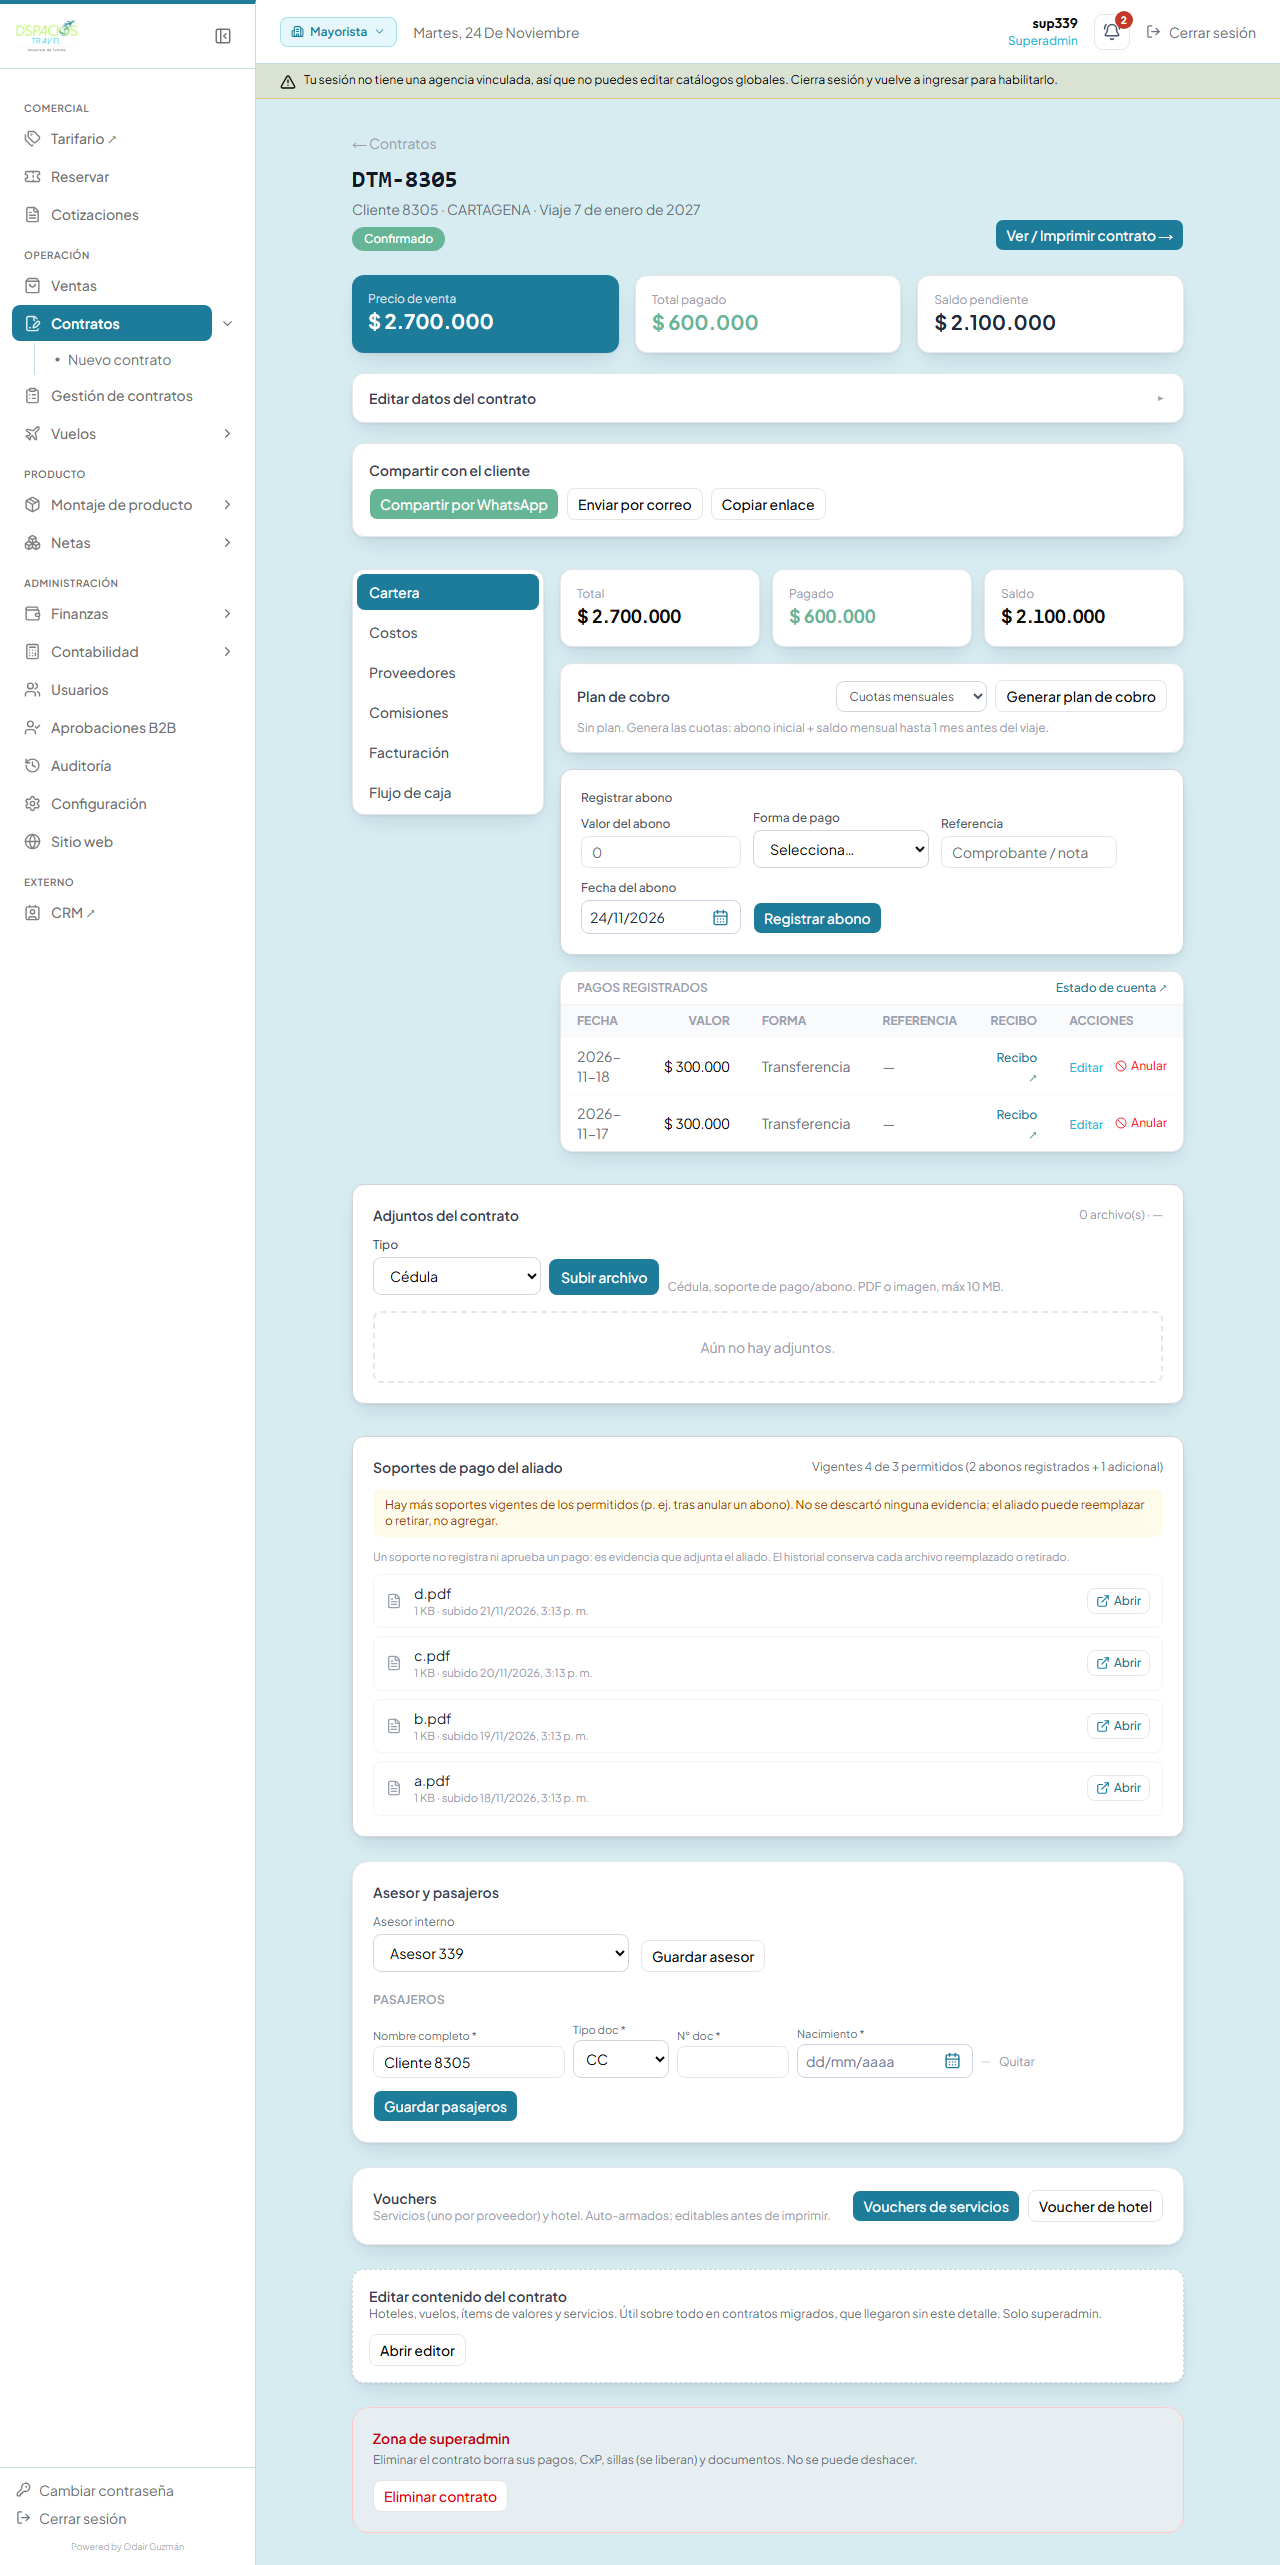 D'SPACIOS
TRAVEL
Mayorista
Martes, 24 De Noviembre
sup339
Superadmin
2
Cerrar sesión
Tu sesión no tiene una agencia vinculada, así que no puedes editar catálogos globales. Cierra sesión y vuelve a ingresar para habilitarlo.
COMERCIAL
Tarifario ↗
Reservar
Cotizaciones
OPERACIÓN
Ventas
Contratos
• Nuevo contrato
Gestión de contratos
Vuelos
PRODUCTO
Montaje de producto
Netas
ADMINISTRACIÓN
Finanzas
Contabilidad
Usuarios
Aprobaciones B2B
Auditoría
Configuración
Sitio web
EXTERNO
CRM ↗
Cambiar contraseña
Cerrar sesión
Powered by Odair Guzmán
← Contratos
DTM-8305
Cliente 8305 · CARTAGENA · Viaje 7 de enero de 2027
Confirmado
Ver / Imprimir contrato →
Precio de venta
$ 2.700.000
Total pagado
$ 600.000
Saldo pendiente
$ 2.100.000
Editar datos del contrato
Compartir con el cliente
Compartir por WhatsApp
Enviar por correo
Copiar enlace
Cartera
Costos
Proveedores
Comisiones
Facturación
Flujo de caja
Total
$ 2.700.000
Pagado
$ 600.000
Saldo
$ 2.100.000
Plan de cobro
Cuotas mensuales
Generar plan de cobro
Sin plan. Genera las cuotas: abono inicial + saldo mensual hasta 1 mes antes del viaje.
Registrar abono
Valor del abono
0
Forma de pago
Selecciona...
Referencia
Comprobante / nota
Fecha del abono
24/11/2026
Registrar abono
PAGOS REGISTRADOS
Estado de cuenta ↗
FECHA VALOR FORMA REFERENCIA RECIBO ACCIONES
2026-11-18 $ 300.000 Transferencia — Recibo ↗ Editar Anular
2026-11-17 $ 300.000 Transferencia — Recibo ↗ Editar Anular
Adjuntos del contrato
0 archivo(s) · —
Tipo
Cédula
Subir archivo
Cédula, soporte de pago/abono. PDF o imagen, máx 10 MB.
Aún no hay adjuntos.
Soportes de pago del aliado
Vigentes 4 de 3 permitidos (2 abonos registrados + 1 adicional)
Hay más soportes vigentes de los permitidos (p. ej. tras anular un abono). No se descartó ninguna evidencia; el aliado puede reemplazar
o retirar, no agregar.
Un soporte no registra ni aprueba un pago: es evidencia que adjunta el aliado. El historial conserva cada archivo reemplazado o retirado.
d.pdf
1 KB · subido 21/11/2026, 3:13 p. m.
Abrir
c.pdf
1 KB · subido 20/11/2026, 3:13 p. m.
Abrir
b.pdf
1 KB · subido 19/11/2026, 3:13 p. m.
Abrir
a.pdf
1 KB · subido 18/11/2026, 3:13 p. m.
Abrir
Asesor y pasajeros
Asesor interno
Asesor 339
Guardar asesor
PASAJEROS
Nombre completo *
Cliente 8305
Tipo doc *
CC
N° doc *
Nacimiento *
dd/mm/aaaa
— Quitar
Guardar pasajeros
Vouchers
Servicios (uno por proveedor) y hotel. Auto-armados; editables antes de imprimir.
Vouchers de servicios
Voucher de hotel
Editar contenido del contrato
Hoteles, vuelos, ítems de valores y servicios. Útil sobre todo en contratos migrados, que llegaron sin este detalle. Solo superadmin.
Abrir editor
Zona de superadmin
Eliminar el contrato borra sus pagos, CxP, sillas (se liberan) y documentos. No se puede deshacer.
Eliminar contrato